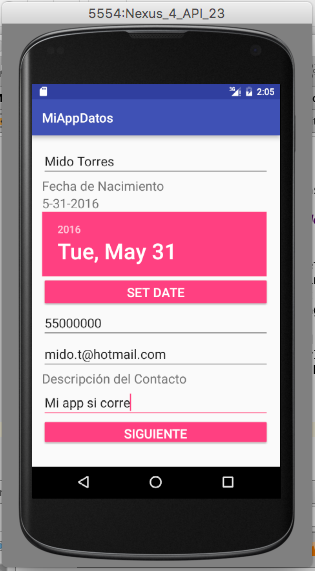 5554:Nexus_4_API_23
3G 2:05
MiAppDatos
Mido Torres
Fecha de Nacimiento
5-31-2016
2016
Tue, May 31
SET DATE
55000000
mido.t@hotmail.com
Descripción del Contacto
Mi app si corre
SIGUIENTE